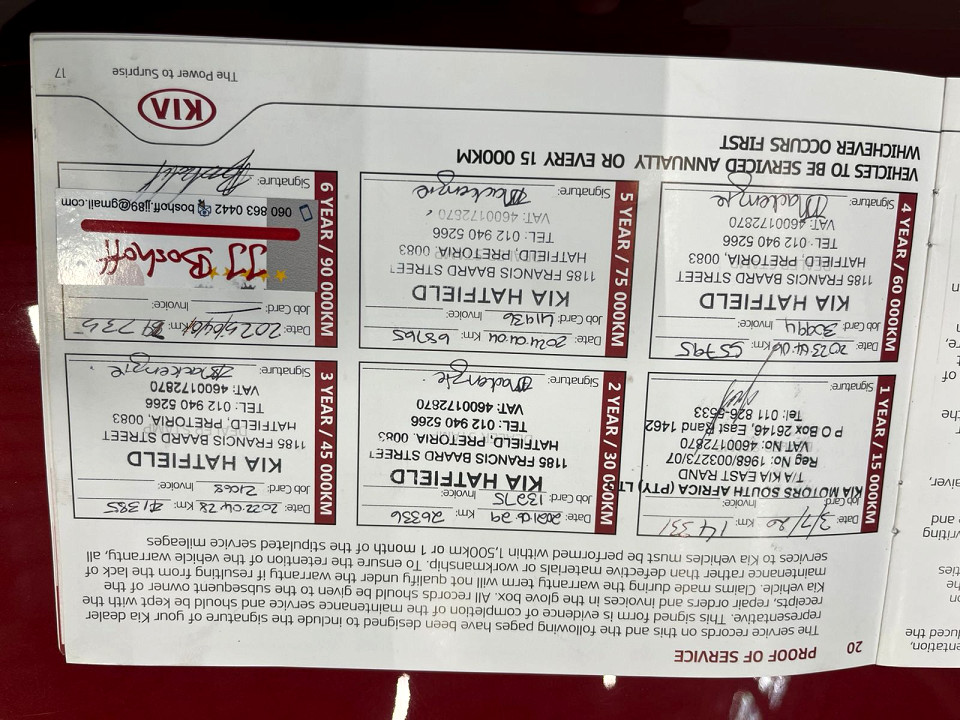 20
PROOF OF SERVICE
The service records on this and the following pages have been designed to include the signature of your Kia dealer
representative. This signed form is evidence of completion of the maintenance service and should be kept with the
receipts, repair orders and invoices in the glove box. All records should be given to the subsequent owner of the
Kia vehicle. Claims made during the warranty term will not qualify under the warranty if resulting from the lack of
maintenance rather than defective materials or workmanship. To ensure the retention of the vehicle warranty, all
services to Kia vehicles must be performed within 1,500km or 1 month of the stipulated service mileages
1 YEAR / 15 000KM
Date: 3/7/20 Km: 14 331
Job Card: Invoice:
KIA MOTORS SOUTH AFRICA (PTY) LT
T/A KIA EAST RAND
Reg No: 1968/003273/07
VAT NO: 4600172870
P O Box 26146, East Rand 1462
Tel: 011 826-5533
Signature:
2 YEAR / 30 000KM
Date: Km: 26336
Job Card: 13275 Invoice:
KIA HATFIELD
1185 FRANCIS BAARD STREET
HATFIELD, PRETORIA, 0083
TEL: 012 940 5266
VAT: 4600172870
Signature: Mackenzie
3 YEAR / 45 000KM
Date: 2022.04.28 Km: 41385
Job Card: 21068 Invoice:
KIA HATFIELD
1185 FRANCIS BAARD STREET
HATFIELD, PRETORIA, 0083
TEL: 012 940 5266
VAT: 4600172870
Signature: Mackenzie
4 YEAR / 60 000KM
Date: 2023.04.06 Km: 55795
Job Card: 30994 Invoice:
KIA HATFIELD
1185 FRANCIS BAARD STREET
HATFIELD, PRETORIA, 0083
TEL: 012 940 5266
VAT: 4600172870
Signature: Mackenzie
5 YEAR / 75 000KM
Date: 2024.04.04 Km: 68765
Job Card: 41436 Invoice:
KIA HATFIELD
1185 FRANCIS BAARD STREET
HATFIELD, PRETORIA, 0083
TEL: 012 940 5266
VAT: 4600172870
Signature: Mackenzie
6 YEAR / 90 000KM
Date: Km:
Job Card: Invoice:
JJ Boshoff
060 863 0442 boshoff.jj89@gmail.com
Signature:
VEHICLES TO BE SERVICED ANNUALLY OR EVERY 15 000KM
WHICHEVER OCCURS FIRST
KIA
The Power to Surprise
17